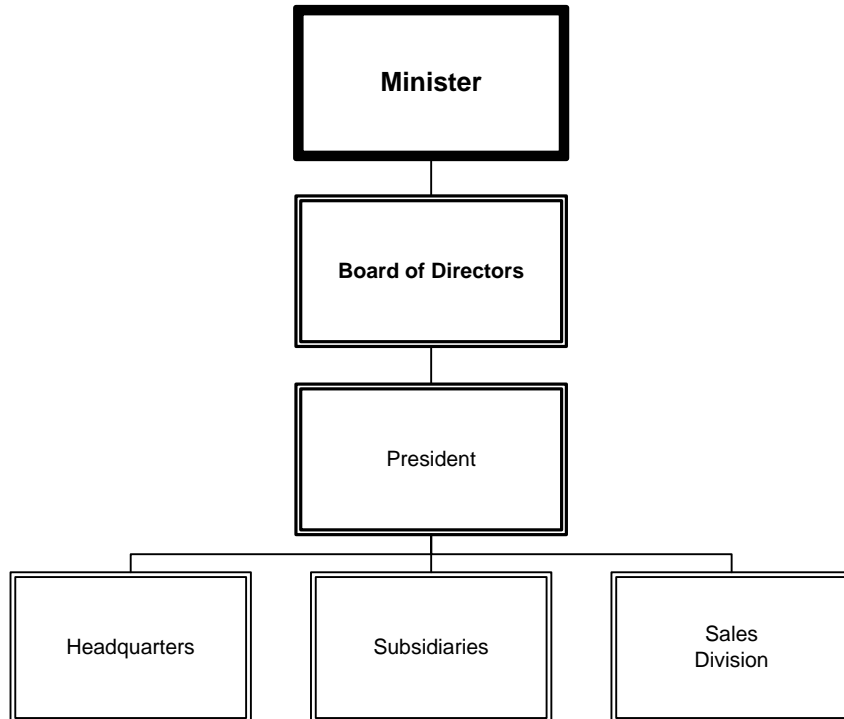 Minister
Board of Directors
President
Headquarters
Subsidiaries
Sales
Division